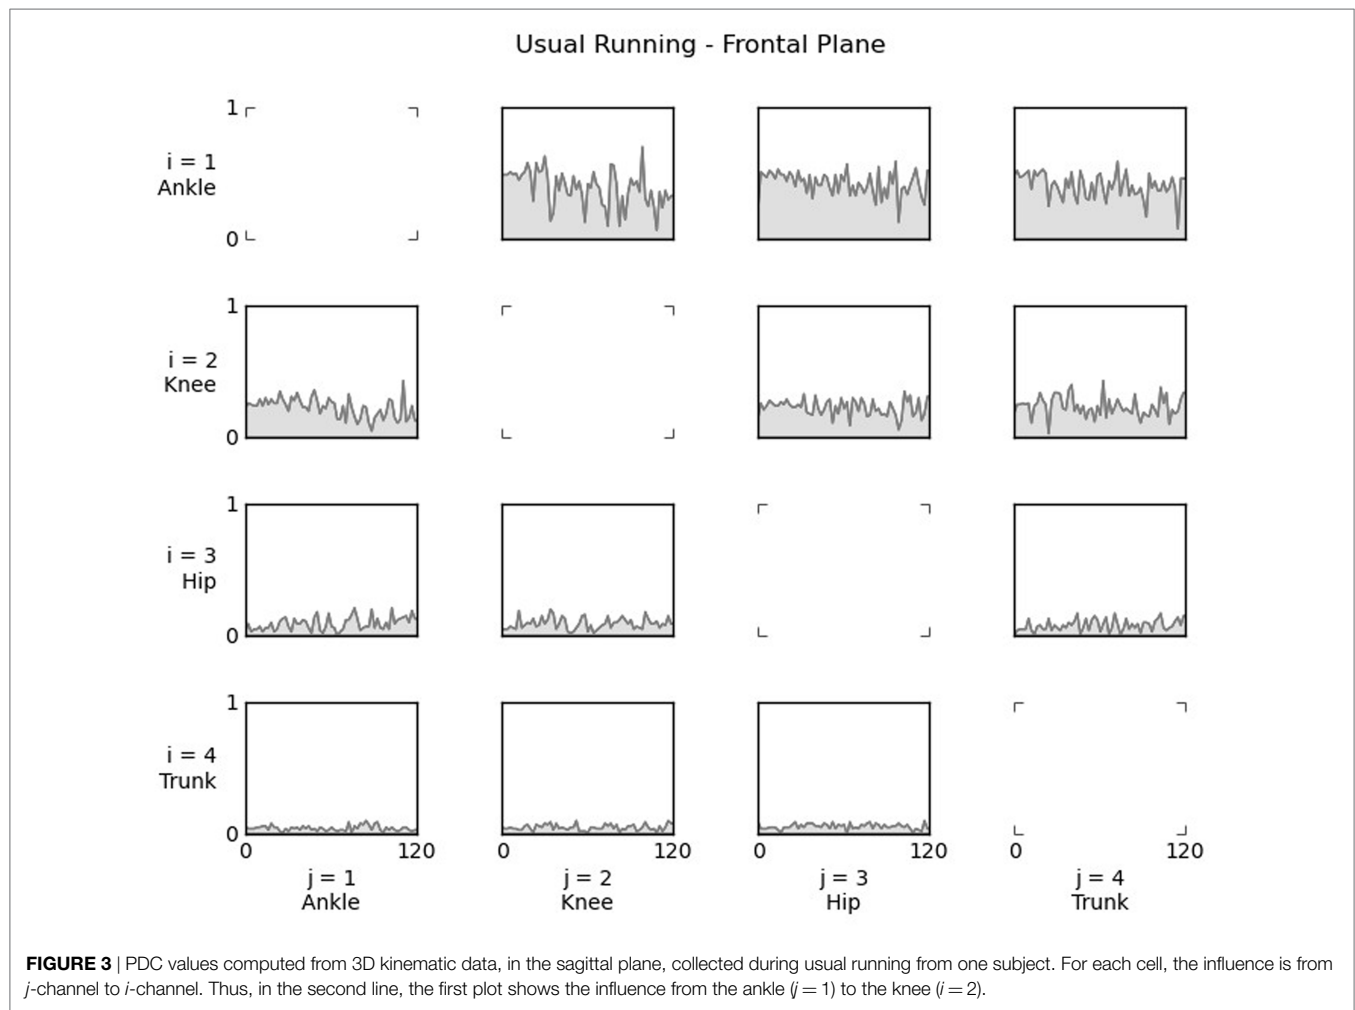 Usual Running - Frontal Plane
1
i = 1
Ankle
0
1
i = 2
Knee
0
1
i = 3
Hip
0
1
i = 4
Trunk
0
0 120 0 120 0 120 0 120
j = 1 j = 2 j = 3 j = 4
Ankle Knee Hip Trunk
FIGURE 3 | PDC values computed from 3D kinematic data, in the sagittal plane, collected during usual running from one subject. For each cell, the influence is from
j-channel to i-channel. Thus, in the second line, the first plot shows the influence from the ankle (j = 1) to the knee (i = 2).